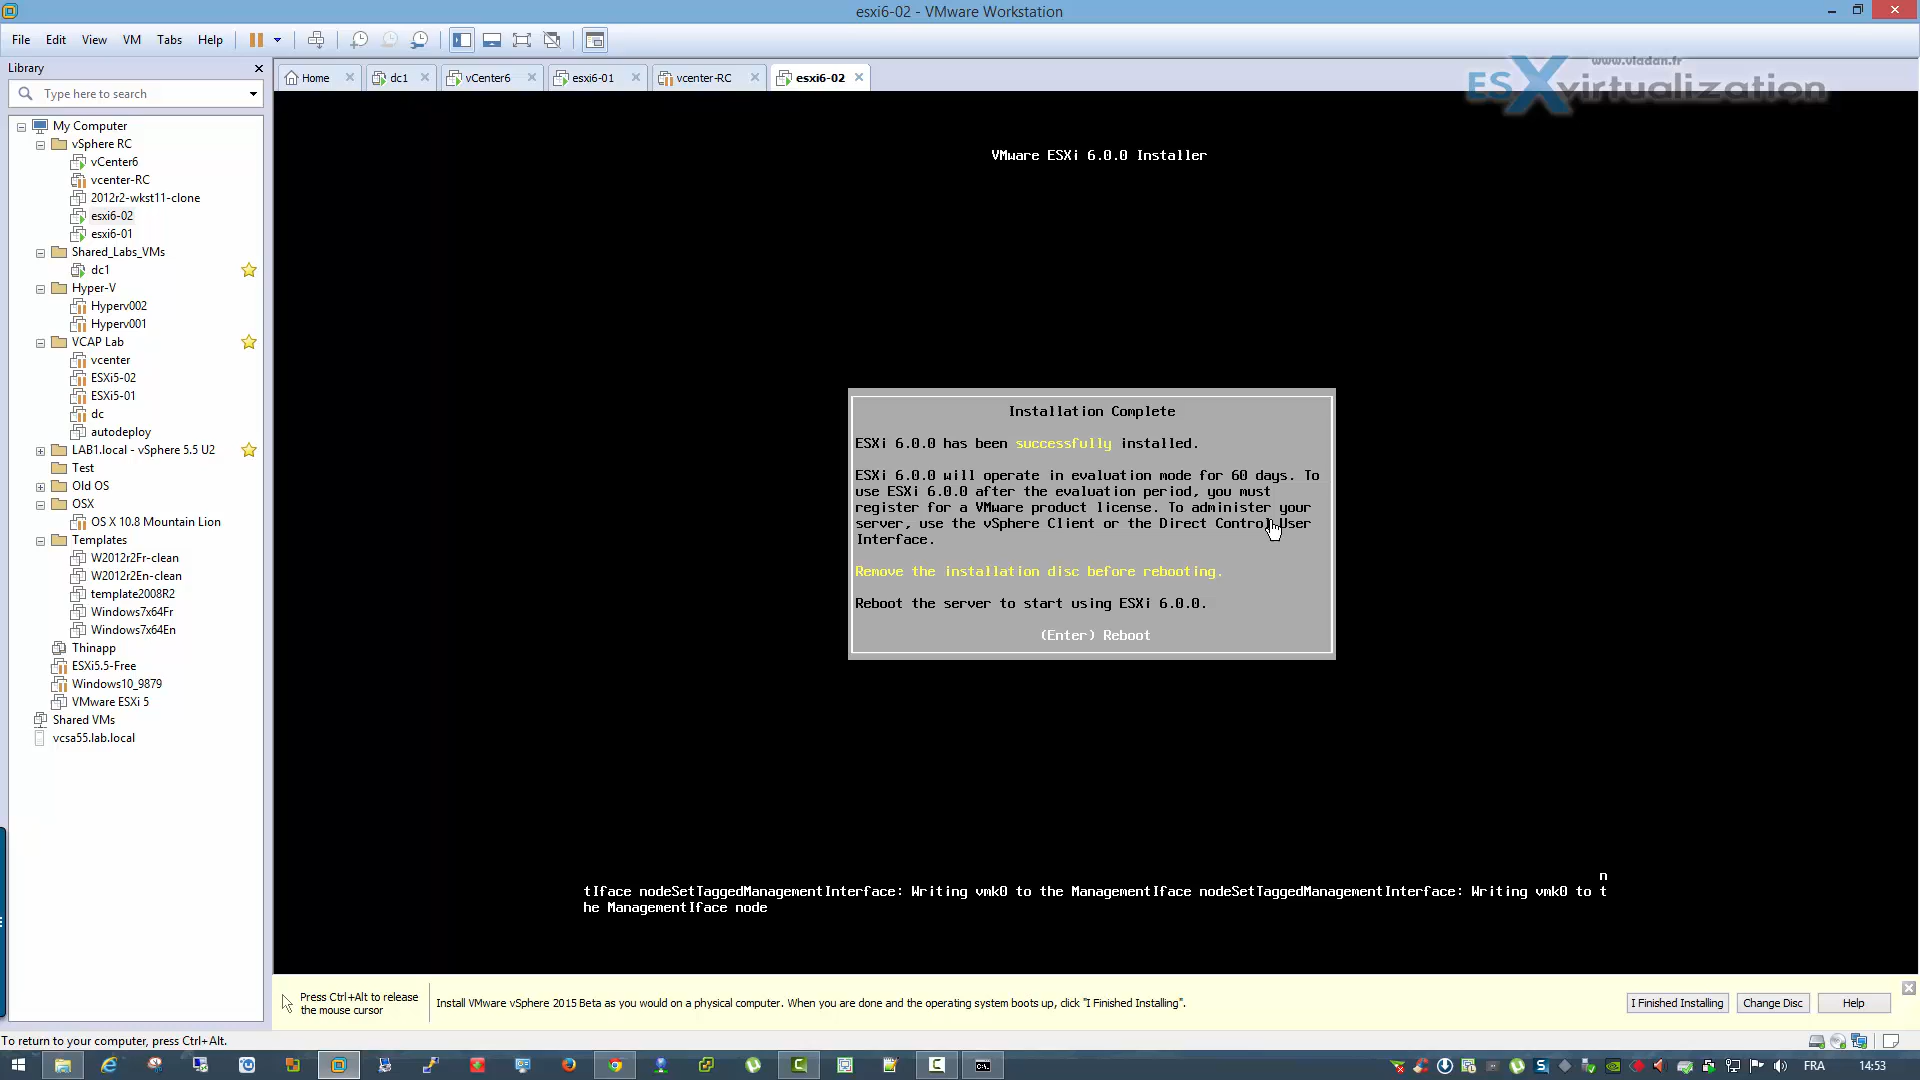 esxi6-02 - VMware Workstation
File Edit View VM Tabs Help
Library
Type here to search
Home dc1 vCenter6 esxi6-01 vcenter-RC esxi6-02
www.vladan.fr
ESXvirtualization
My Computer
vSphere RC
vCenter6
vcenter-RC
2012r2-wkst11-clone
esxi6-02
esxi6-01
Shared_Labs_VMs
dc1
Hyper-V
Hyperv002
Hyperv001
VCAP Lab
vcenter
ESXi5-02
ESXi5-01
dc
autodeploy
LAB1.local - vSphere 5.5 U2
Test
Old OS
OSX
OS X 10.8 Mountain Lion
Templates
W2012r2Fr-clean
W2012r2En-clean
template2008R2
Windows7x64Fr
Windows7x64En
Thinapp
ESXi5.5-Free
Windows10_9879
VMware ESXi 5
Shared VMs
vcsa55.lab.local
VMware ESXi 6.0.0 Installer
Installation Complete
ESXi 6.0.0 has been successfully installed.
ESXi 6.0.0 will operate in evaluation mode for 60 days. To
use ESXi 6.0.0 after the evaluation period, you must
register for a VMware product license. To administer your
server, use the vSphere Client or the Direct Control User
Interface.
Remove the installation disc before rebooting.
Reboot the server to start using ESXi 6.0.0.
(Enter) Reboot
n
tIface nodeSetTaggedManagementInterface: Writing vmk0 to the ManagementIface nodeSetTaggedManagementInterface: Writing vmk0 to t
he ManagementIface node
Press Ctrl+Alt to release
the mouse cursor
Install VMware vSphere 2015 Beta as you would on a physical computer. When you are done and the operating system boots up, click "I Finished Installing".
I Finished Installing Change Disc Help
To return to your computer, press Ctrl+Alt.
FRA 14:53